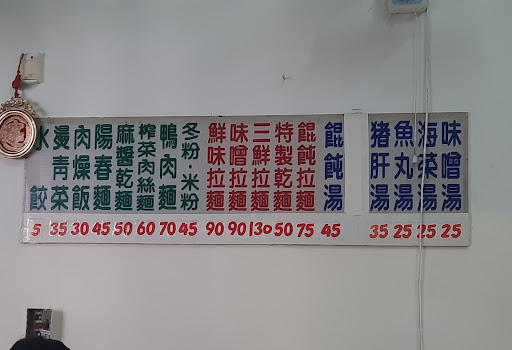 水餃 5
燙青菜 35
肉燥飯 30
陽春麵 45
麻醬乾麵 50
榨菜肉絲麵 60
鴨肉麵 70
冬粉·米粉 45
鮮味拉麵 90
味噌拉麵 90
三鮮拉麵 130
特製乾麵 50
餛飩拉麵 75
餛飩湯 45
豬肝湯 35
魚丸湯 25
海菜湯 25
味噌湯 25